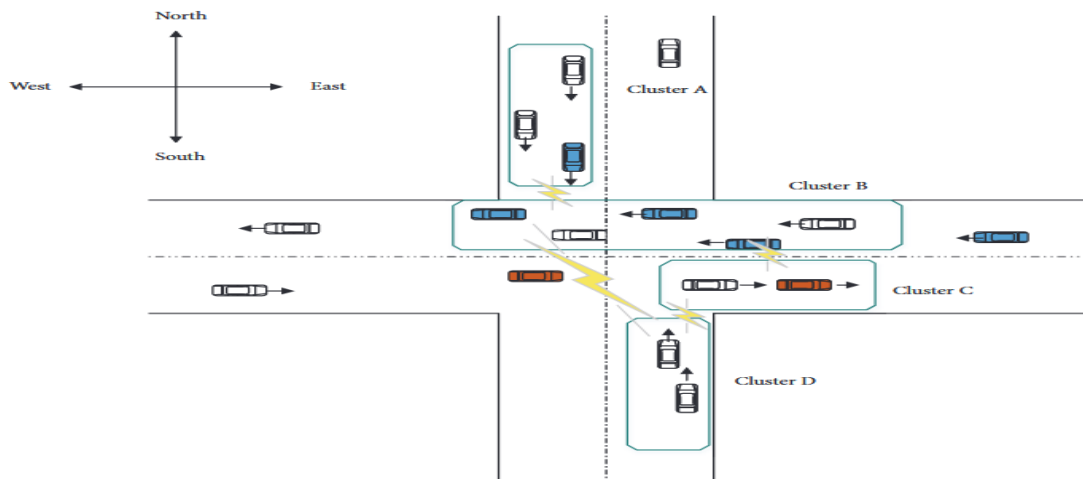 North
West
East
South
Cluster A
Cluster B
Cluster C
Cluster D